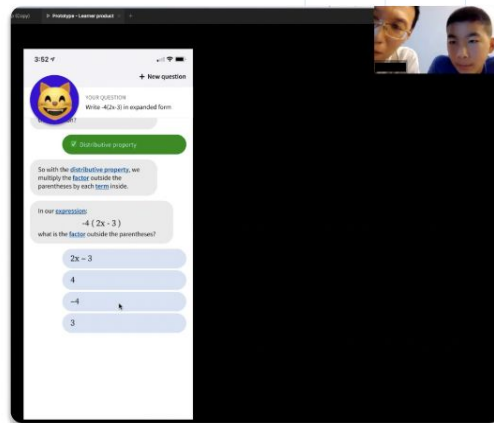 Prototype - Learner product
3:52
+ New question
YOUR QUESTION
Write -4(2x-3) in expanded form
Distributive property
So with the distributive property, we
multiply the factor outside the
parentheses by each term inside.
In our expression:
-4 ( 2x - 3 )
what is the factor outside the parentheses?
2x – 3
4
–4
3